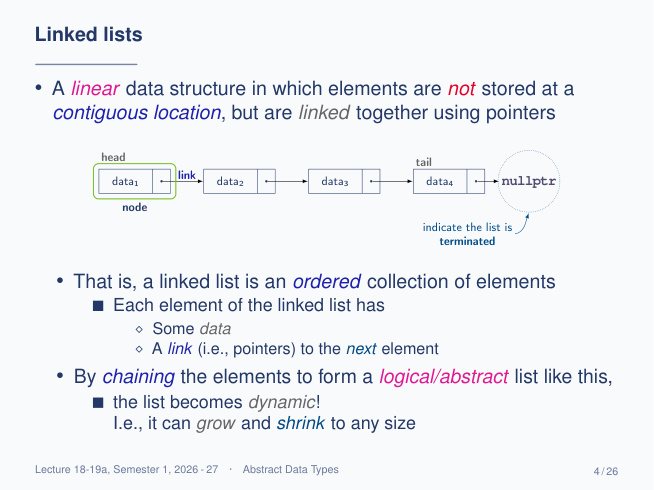 Linked lists
• A linear data structure in which elements are not stored at a
contiguous location, but are linked together using pointers
head
link
tail
data₁
data₂
data₃
data₄
nullptr
node
indicate the list is
terminated
• That is, a linked list is an ordered collection of elements
■ Each element of the linked list has
⋄ Some data
⋄ A link (i.e., pointers) to the next element
• By chaining the elements to form a logical/abstract list like this,
■ the list becomes dynamic!
I.e., it can grow and shrink to any size
Lecture 18-19a, Semester 1, 2026 - 27 · Abstract Data Types
4 / 26